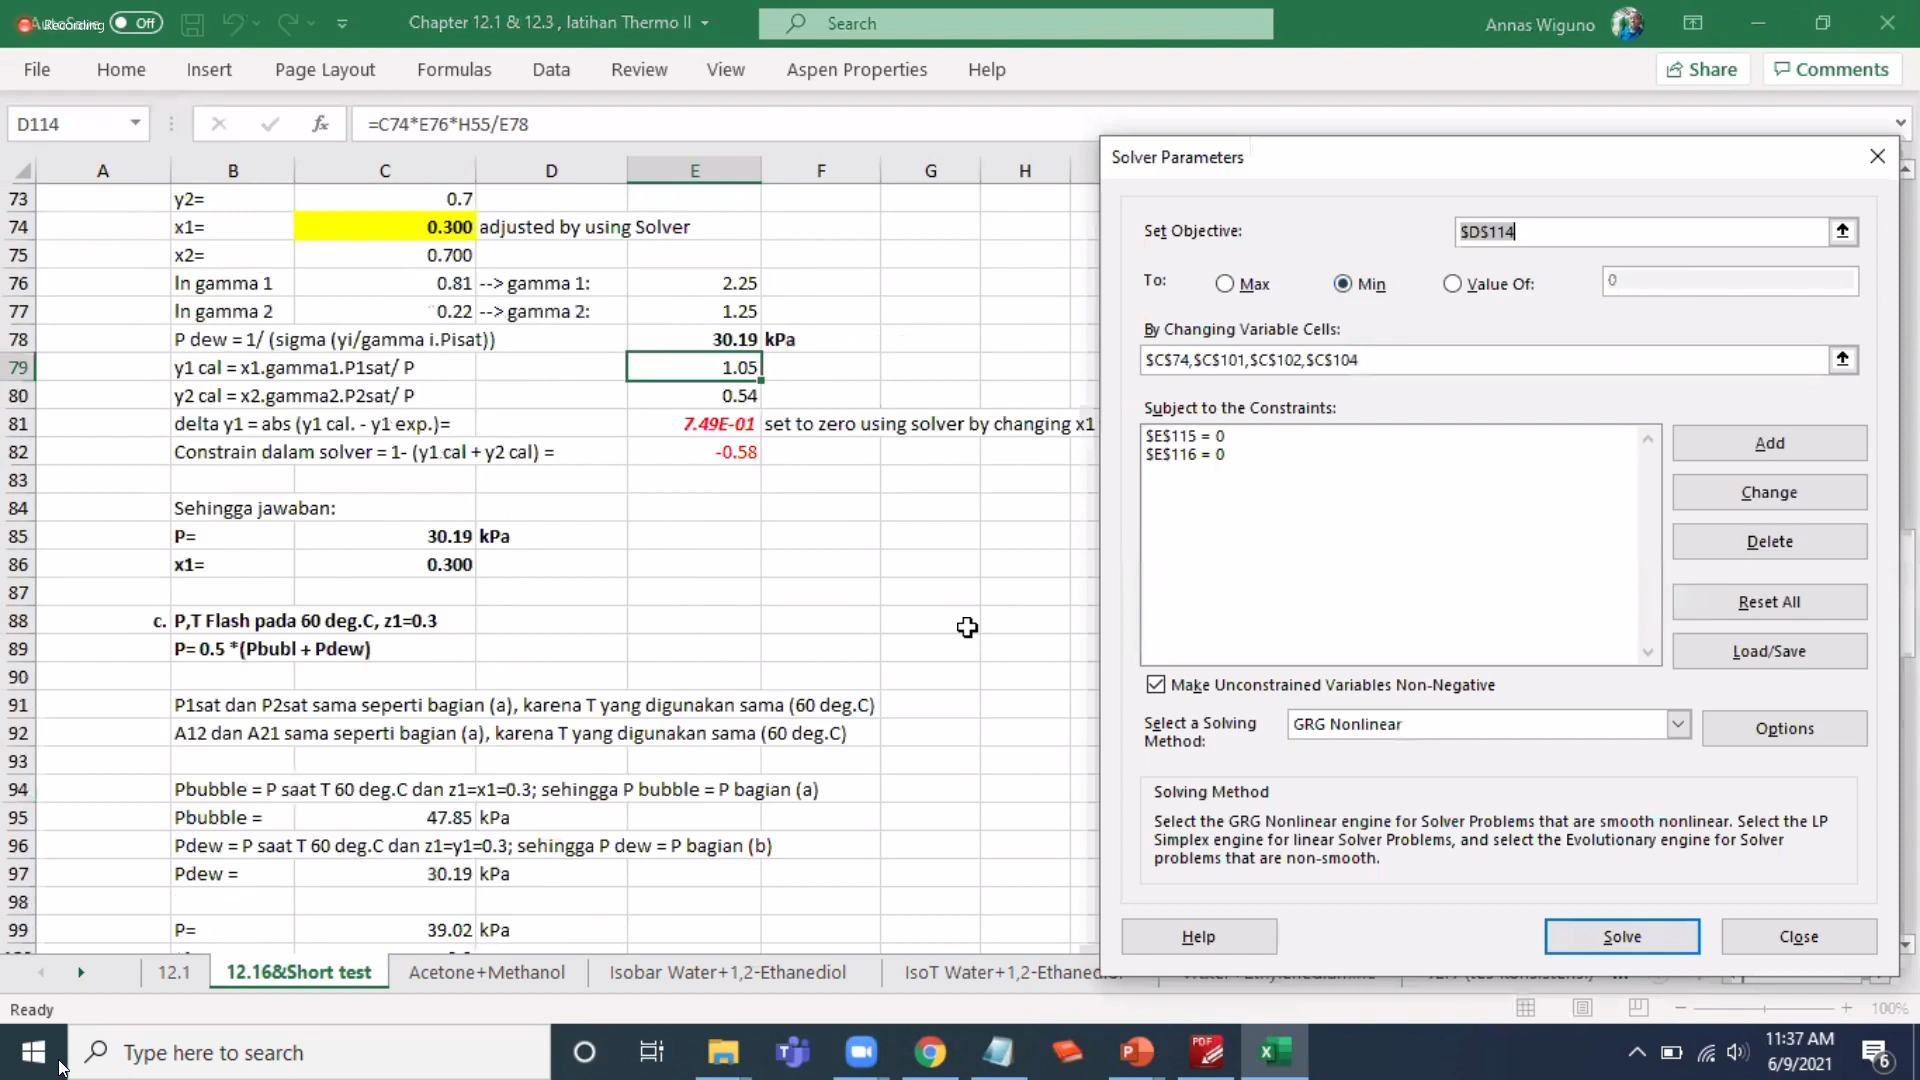 Recording Off Chapter 12.1 & 12.3 , latihan Thermo II Search Annas Wiguno
File Home Insert Page Layout Formulas Data Review View Aspen Properties Help Share Comments
D114 fx =C74*E76*H55/E78
A B C D E F G H
73 y2= 0.7
74 x1= 0.300 adjusted by using Solver
75 x2= 0.700
76 ln gamma 1 0.81 --> gamma 1: 2.25
77 ln gamma 2 0.22 --> gamma 2: 1.25
78 P dew = 1/ (sigma (yi/gamma i.Pisat)) 30.19 kPa
79 y1 cal = x1.gamma1.P1sat/ P 1.05
80 y2 cal = x2.gamma2.P2sat/ P 0.54
81 delta y1 = abs (y1 cal. - y1 exp.)= 7.49E-01 set to zero using solver by changing x1
82 Constrain dalam solver = 1- (y1 cal + y2 cal) = -0.58
83
84 Sehingga jawaban:
85 P= 30.19 kPa
86 x1= 0.300
87
88 c. P,T Flash pada 60 deg.C, z1=0.3
89 P= 0.5 *(Pbubl + Pdew)
90
91 P1sat dan P2sat sama seperti bagian (a), karena T yang digunakan sama (60 deg.C)
92 A12 dan A21 sama seperti bagian (a), karena T yang digunakan sama (60 deg.C)
93
94 Pbubble = P saat T 60 deg.C dan z1=x1=0.3; sehingga P bubble = P bagian (a)
95 Pbubble = 47.85 kPa
96 Pdew = P saat T 60 deg.C dan z1=y1=0.3; sehingga P dew = P bagian (b)
97 Pdew = 30.19 kPa
98
99 P= 39.02 kPa
Solver Parameters
Set Objective: $D$114
To: Max Min Value Of: 0
By Changing Variable Cells:
$C$74,$C$101,$C$102,$C$104
Subject to the Constraints:
$E$115 = 0
$E$116 = 0
Add
Change
Delete
Reset All
Load/Save
Make Unconstrained Variables Non-Negative
Select a Solving Method: GRG Nonlinear Options
Solving Method
Select the GRG Nonlinear engine for Solver Problems that are smooth nonlinear. Select the LP
Simplex engine for linear Solver Problems, and select the Evolutionary engine for Solver
problems that are non-smooth.
Help Solve Close
12.1 12.16&Short test Acetone+Methanol Isobar Water+1,2-Ethanediol IsoT Water+1,2-Ethanediol
Ready 100%
Type here to search 11:37 AM
6/9/2021 6